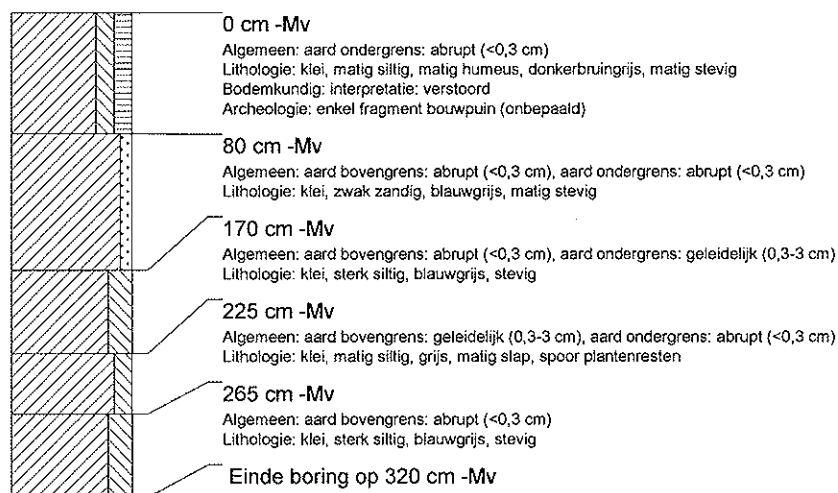 0 cm -Mv
Algemeen: aard ondergrens: abrupt (<0,3 cm)
Lithologie: klei, matig siltig, matig humeus, donkerbruingrijs, matig stevig
Bodemkundig: interpretatie: verstoord
Archeologie: enkel fragment bouwpuin (onbepaald)
80 cm -Mv
Algemeen: aard bovengrens: abrupt (<0,3 cm), aard ondergrens: abrupt (<0,3 cm)
Lithologie: klei, zwak zandig, blauwgrijs, matig stevig
170 cm -Mv
Algemeen: aard bovengrens: abrupt (<0,3 cm), aard ondergrens: geleidelijk (0,3-3 cm)
Lithologie: klei, sterk siltig, blauwgrijs, stevig
225 cm -Mv
Algemeen: aard bovengrens: geleidelijk (0,3-3 cm), aard ondergrens: abrupt (<0,3 cm)
Lithologie: klei, matig siltig, grijs, matig slap, spoor plantenresten
265 cm -Mv
Algemeen: aard bovengrens: abrupt (<0,3 cm)
Lithologie: klei, sterk siltig, blauwgrijs, stevig
Einde boring op 320 cm -Mv